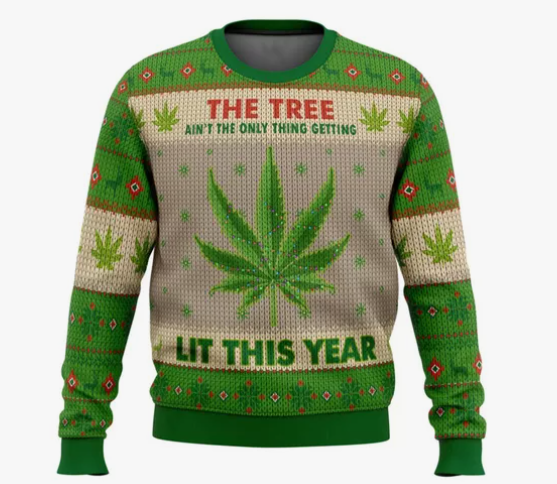 THE TREE
AIN'T THE ONLY THING GETTING
LIT THIS YEAR